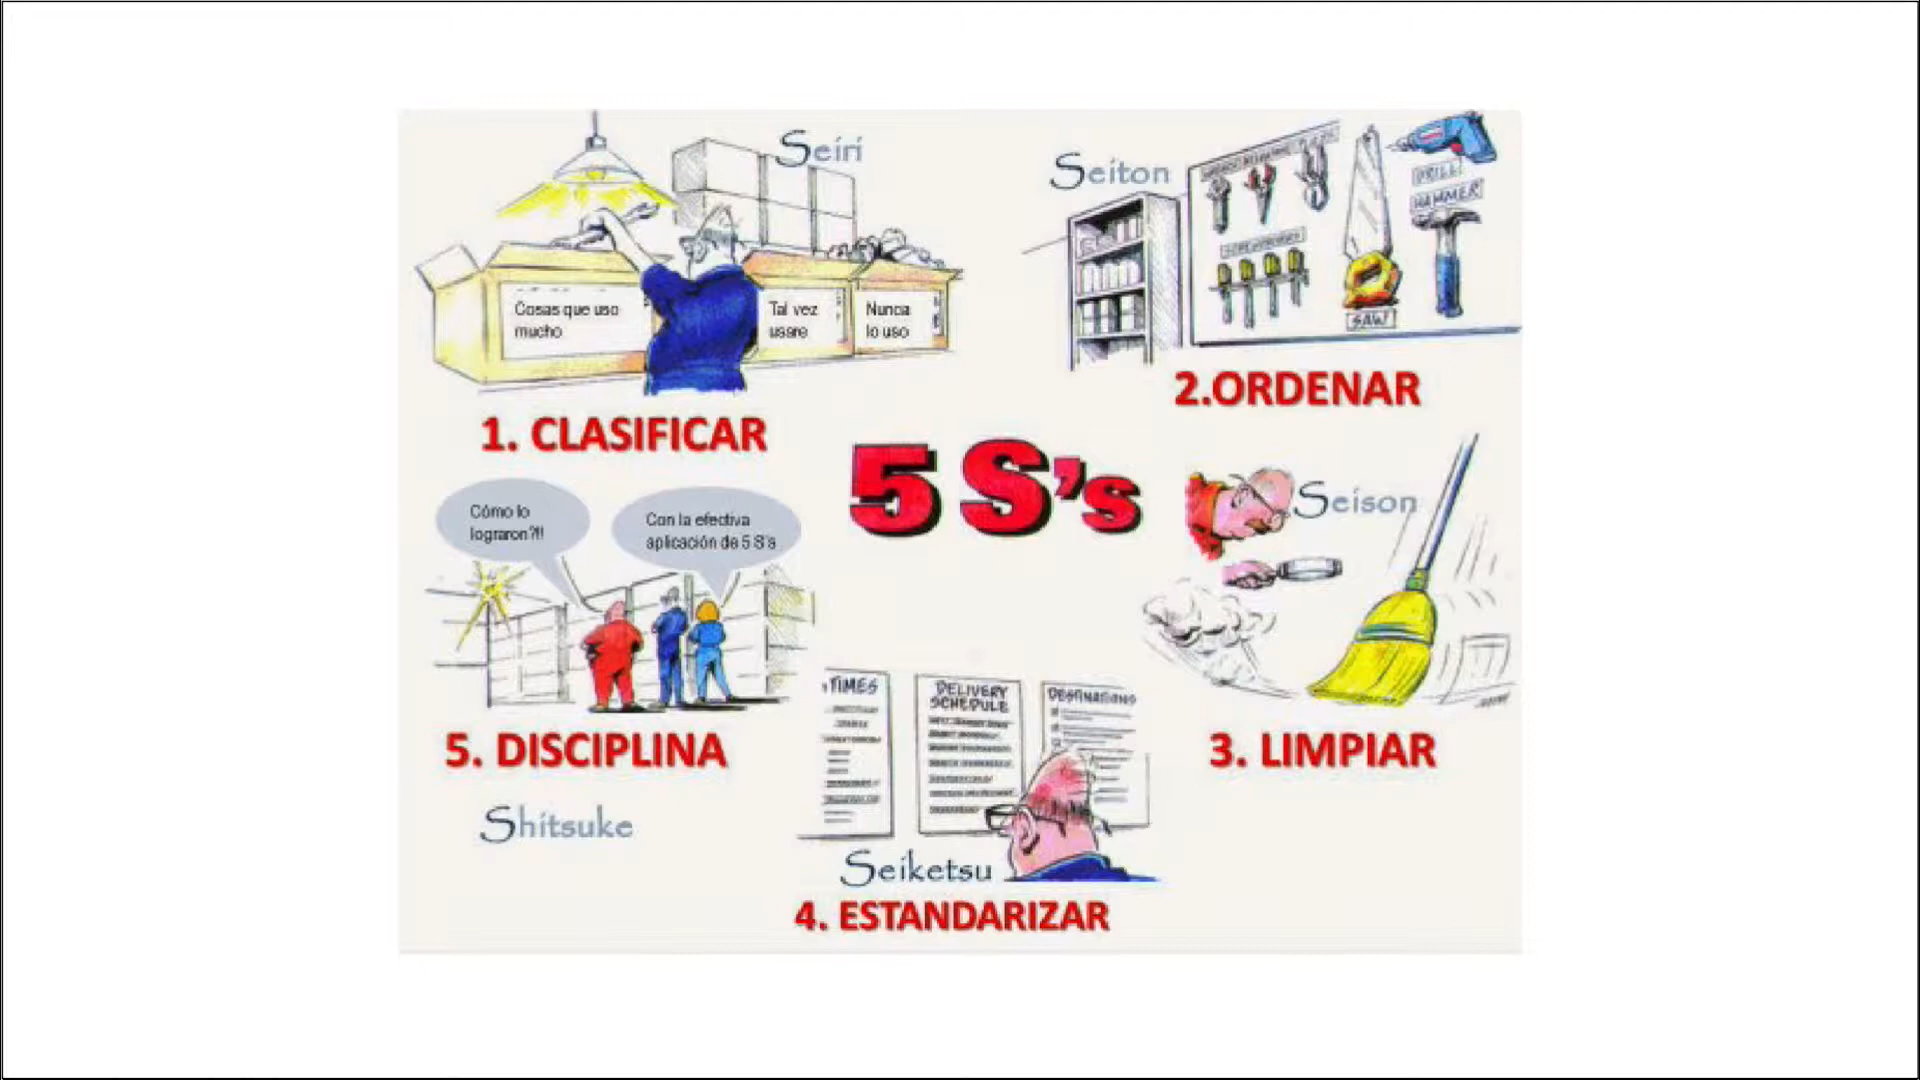 Seiri
Cosas que uso
mucho
Tal vez
usare
Nunca
lo uso
1. CLASIFICAR
Seiton
DRILL
HAMMER
SAW
2.ORDENAR
5 S's
Seison
3. LIMPIAR
Cómo lo
lograron?!!
Con la efectiva
aplicación de 5 S's
5. DISCIPLINA
Shitsuke
TIMES
DELIVERY
SCHEDULE
DESTINATIONS
Seiketsu
4. ESTANDARIZAR